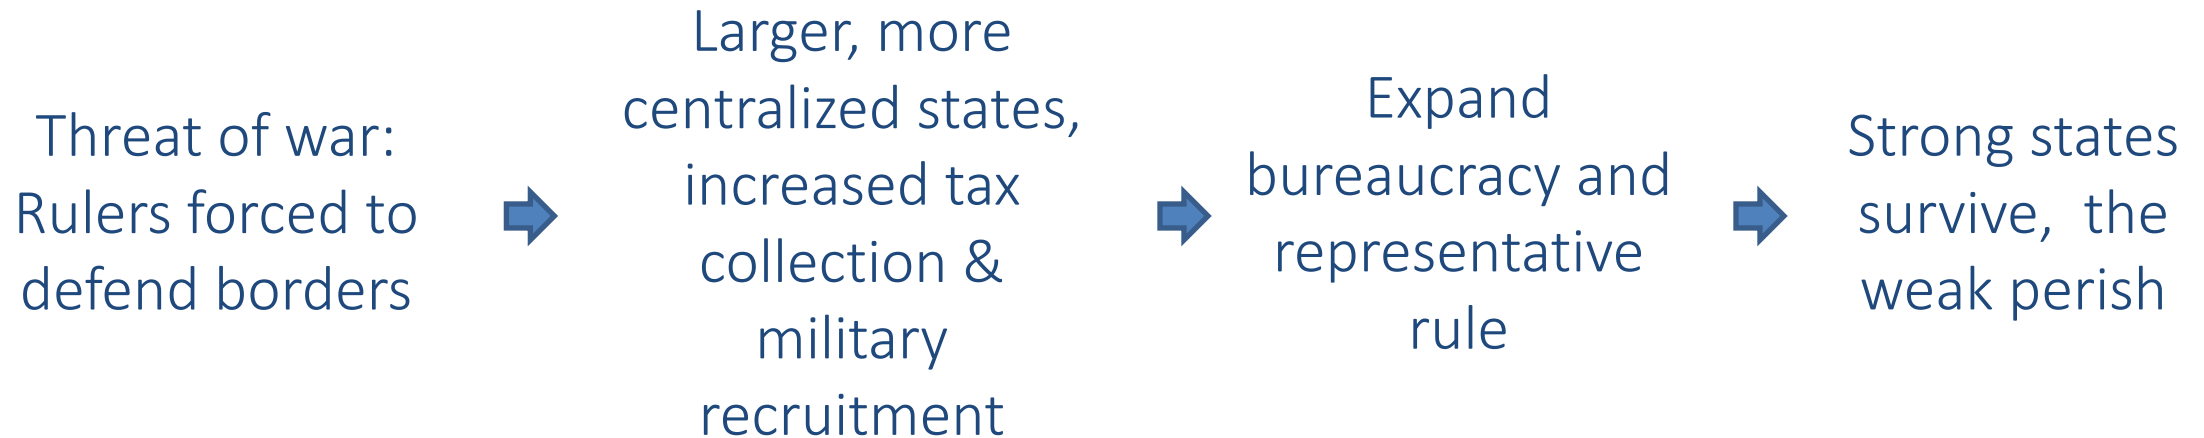 Threat of war:
Rulers forced to
defend borders
Larger, more
centralized states,
increased tax
collection &
military
recruitment
Expand
bureaucracy and
representative
rule
Strong states
survive,  the
weak perish